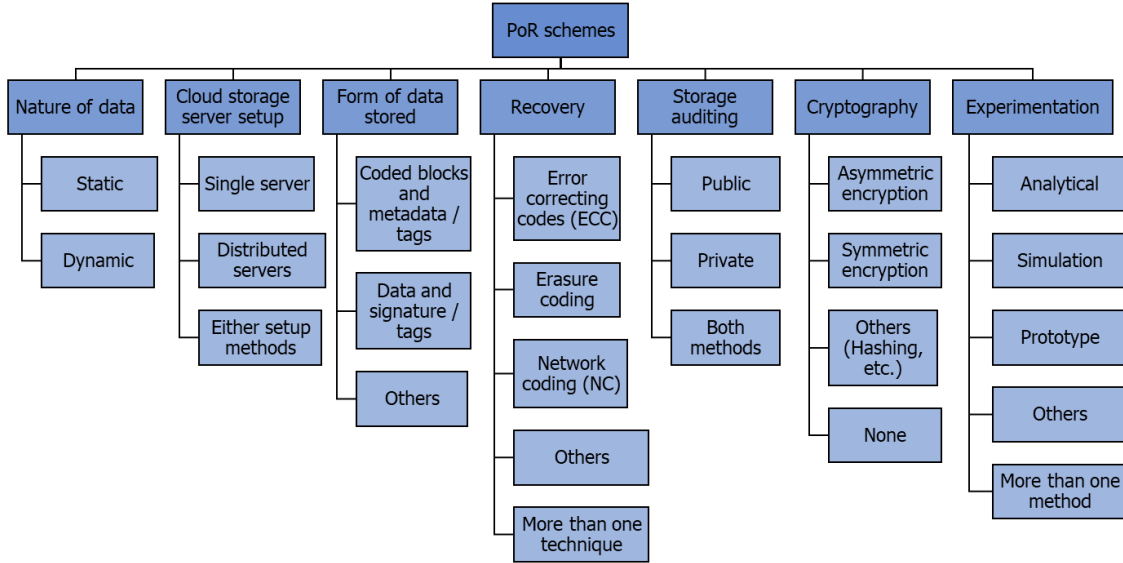 PoR schemes
Nature of data
Cloud storage
server setup
Form of data
stored
Recovery
Storage
auditing
Cryptography
Experimentation
Static
Dynamic
Single server
Distributed
servers
Either setup
methods
Coded blocks
and
metadata /
tags
Data and
signature /
tags
Others
Error
correcting
codes (ECC)
Erasure
coding
Network
coding (NC)
Others
More than one
technique
Public
Private
Both
methods
Asymmetric
encryption
Symmetric
encryption
Others
(Hashing,
etc.)
None
Analytical
Simulation
Prototype
Others
More than one
method